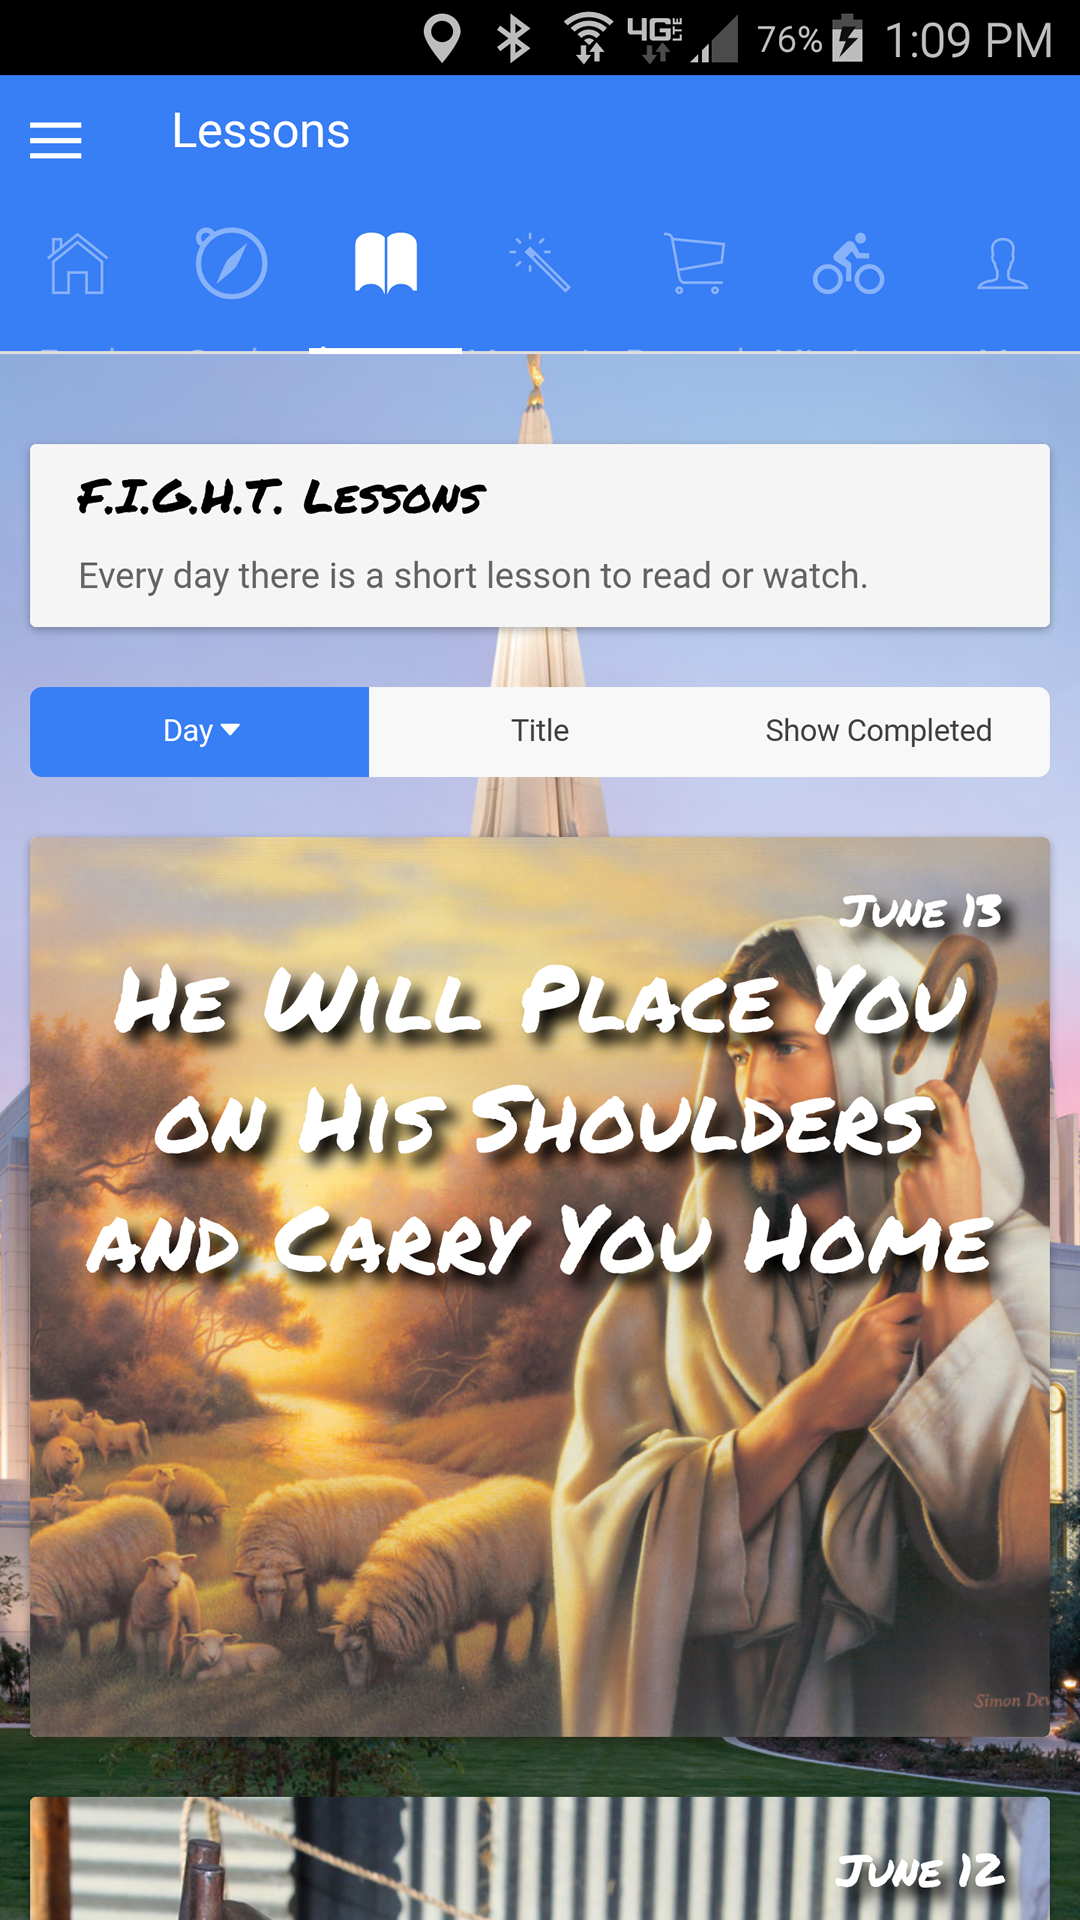 4G LTE 76% 1:09 PM
Lessons
F.I.G.H.T. Lessons
Every day there is a short lesson to read or watch.
Day Title Show Completed
June 13
He Will Place You
on His Shoulders
and Carry You Home
Simon Dew
June 12